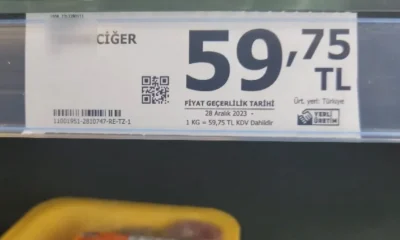 CİĞER
59,75
TL
FİYAT GEÇERLİLİK TARİHİ
28 Aralık 2023 -
1 KG = 59,75 TL KDV Dahildir
Ürt. yeri: Türkiye
YERLİ
ÜRETİM
11001952-2810747-RE-TZ-1